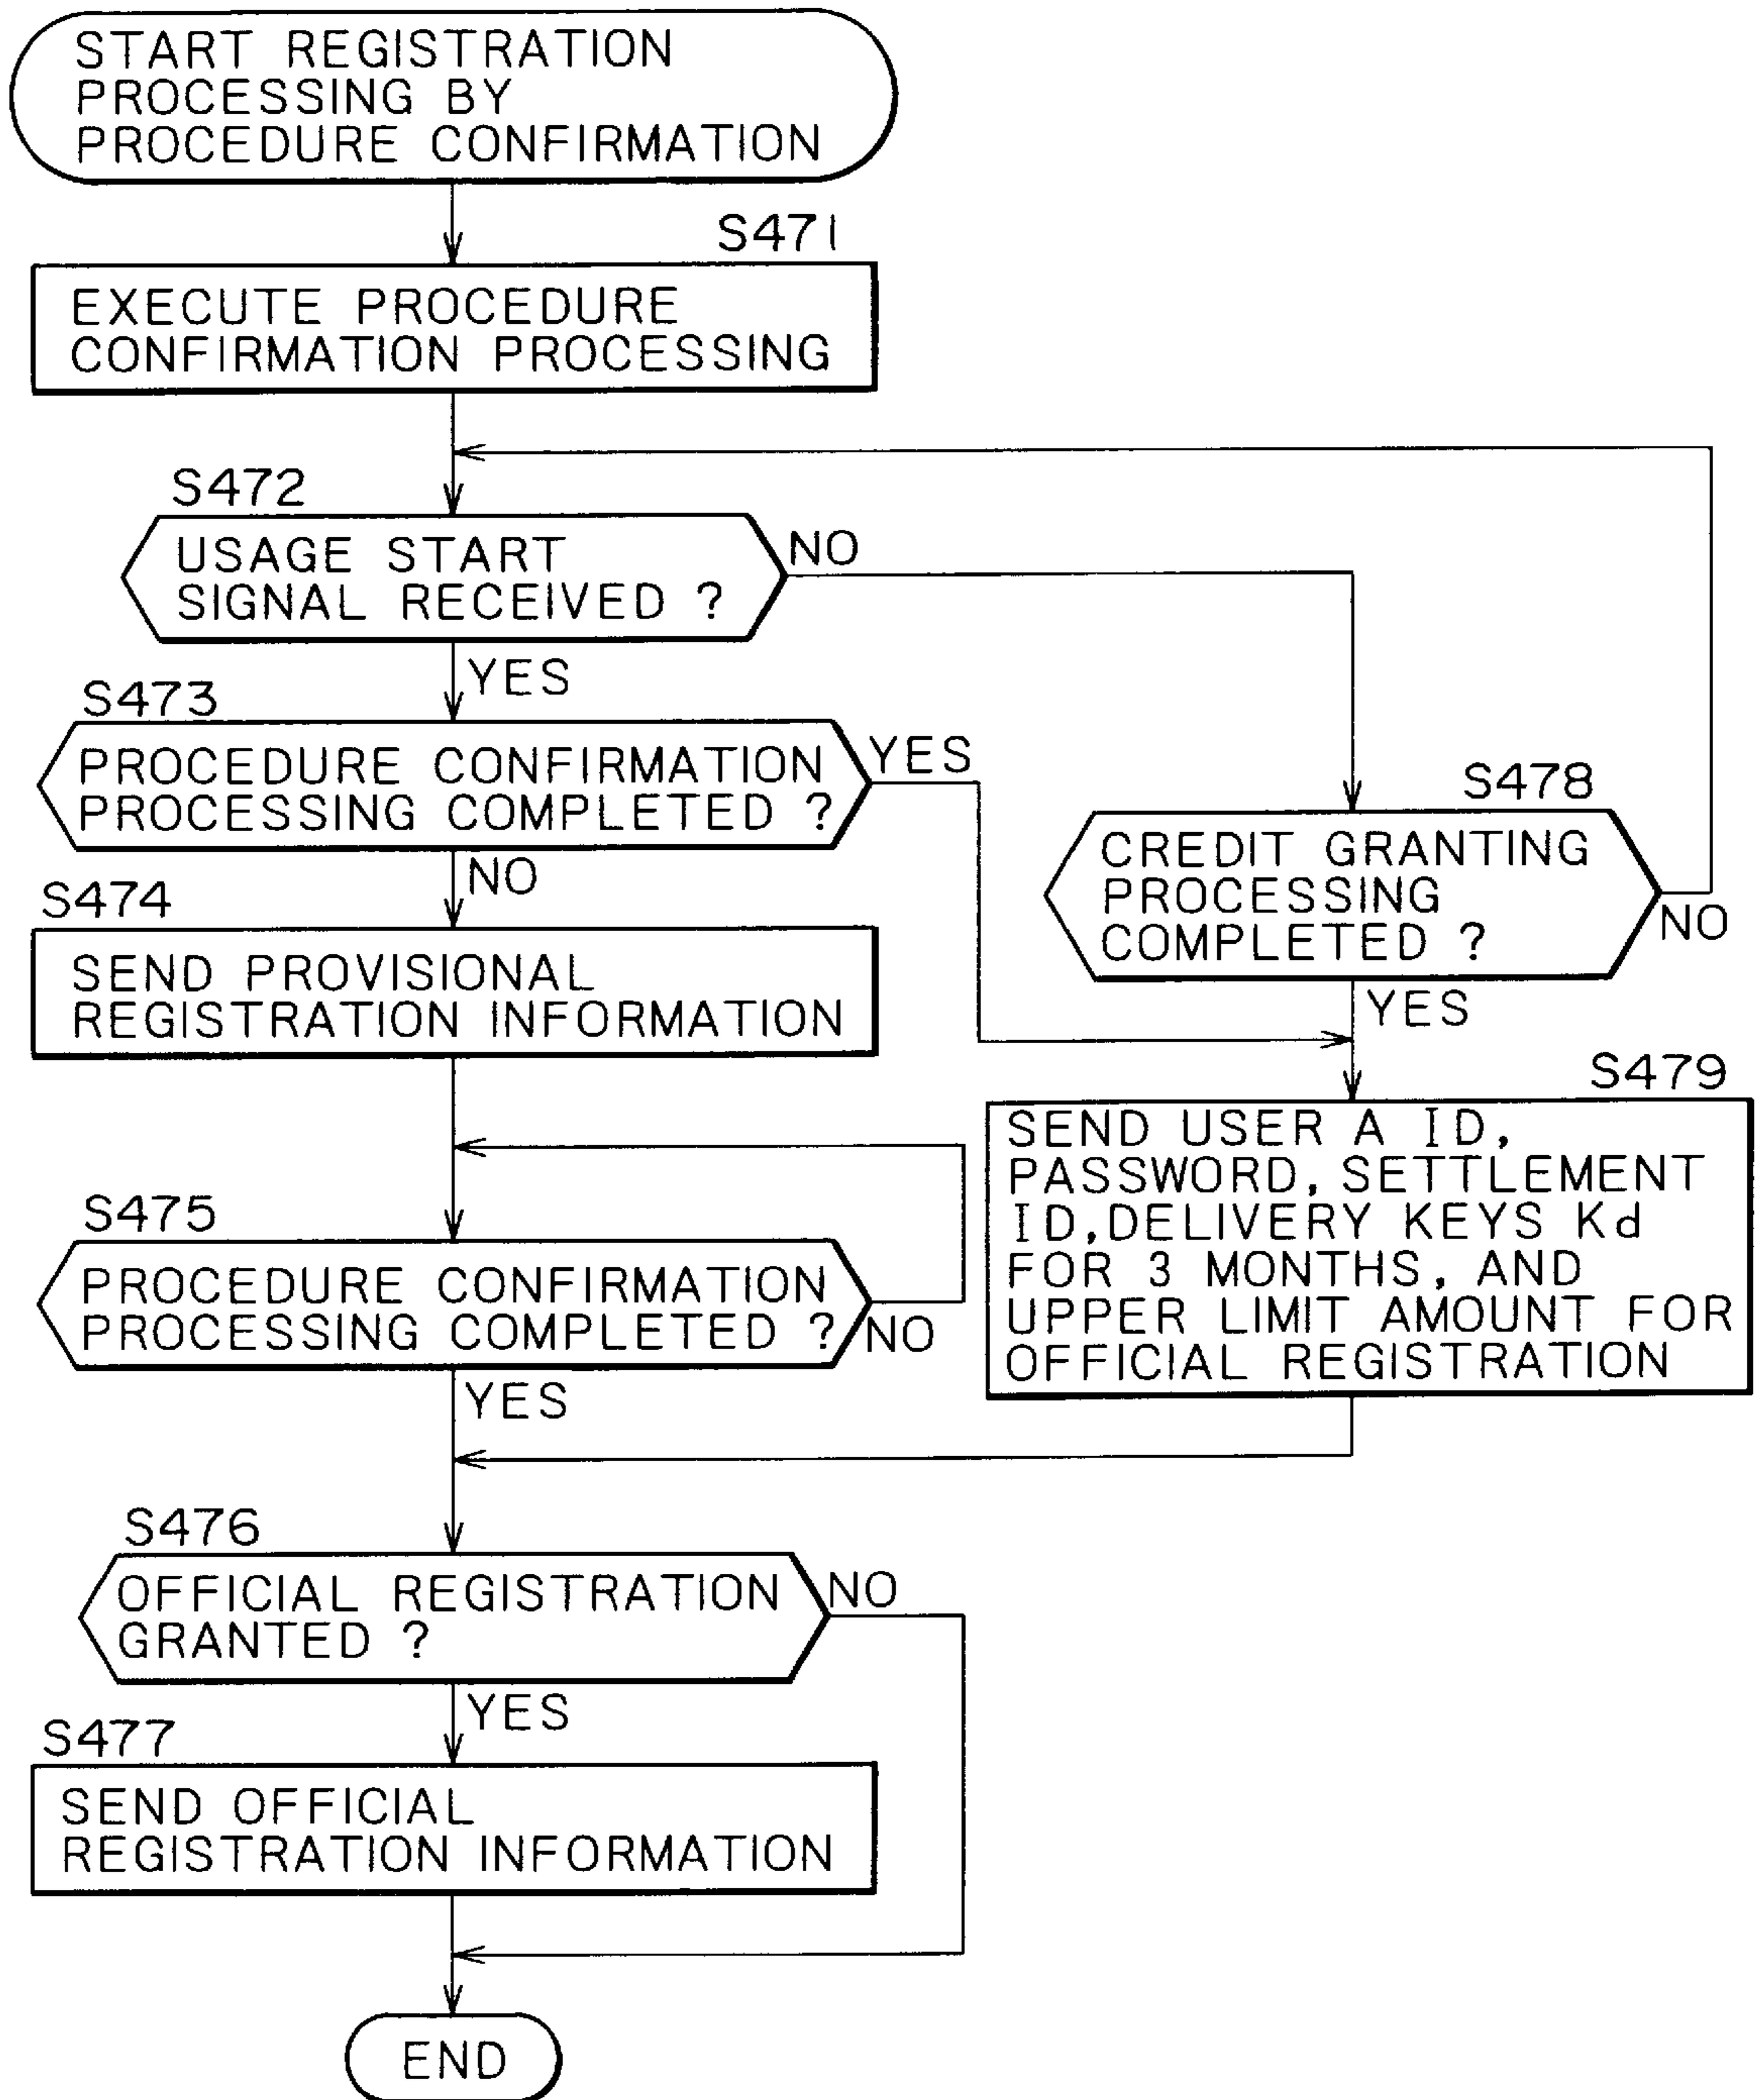 START REGISTRATION
PROCESSING BY
PROCEDURE CONFIRMATION
S471
EXECUTE PROCEDURE
CONFIRMATION PROCESSING
S472
USAGE START
SIGNAL RECEIVED ?
NO
YES
S473
PROCEDURE CONFIRMATION
PROCESSING COMPLETED ?
YES
NO
S478
CREDIT GRANTING
PROCESSING
COMPLETED ?
NO
YES
S474
SEND PROVISIONAL
REGISTRATION INFORMATION
S479
SEND USER A ID,
PASSWORD, SETTLEMENT
ID, DELIVERY KEYS Kd
FOR 3 MONTHS, AND
UPPER LIMIT AMOUNT FOR
OFFICIAL REGISTRATION
S475
PROCEDURE CONFIRMATION
PROCESSING COMPLETED ?
NO
YES
S476
OFFICIAL REGISTRATION
GRANTED ?
NO
YES
S477
SEND OFFICIAL
REGISTRATION INFORMATION
END